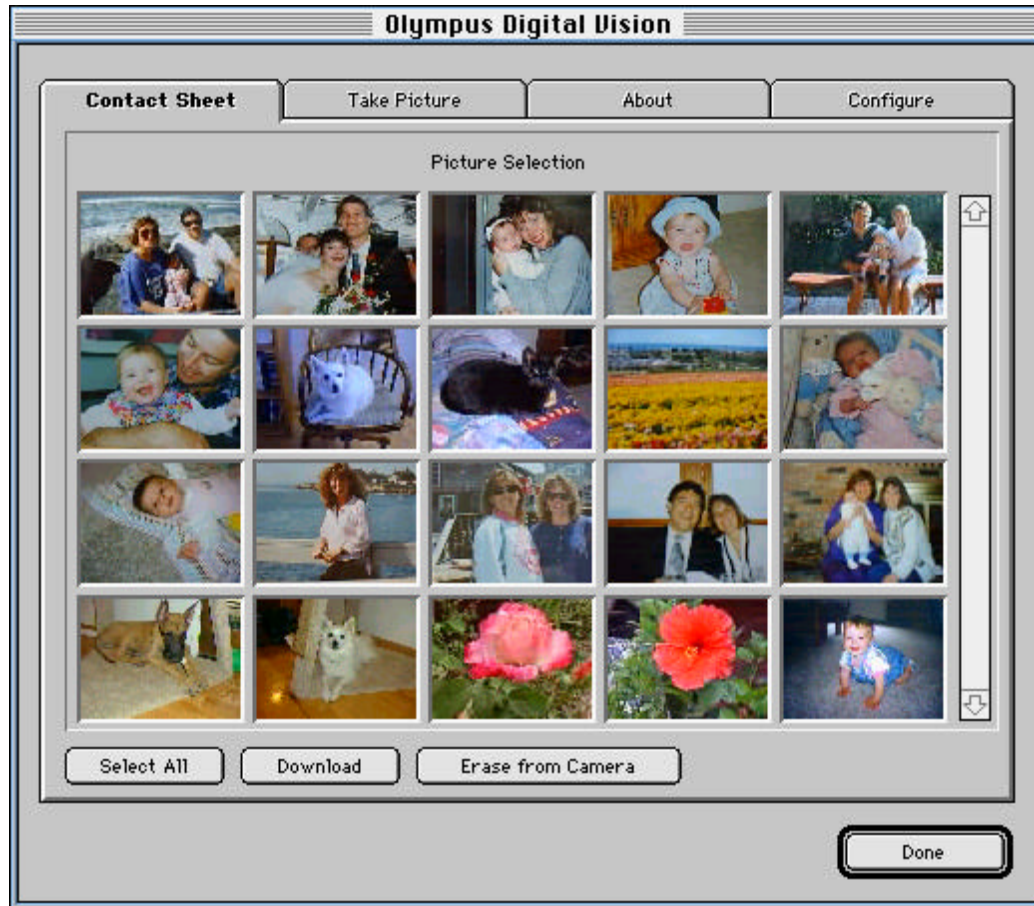 Olympus Digital Vision
Contact Sheet
Take Picture
About
Configure
Picture Selection
Select All
Download
Erase from Camera
Done